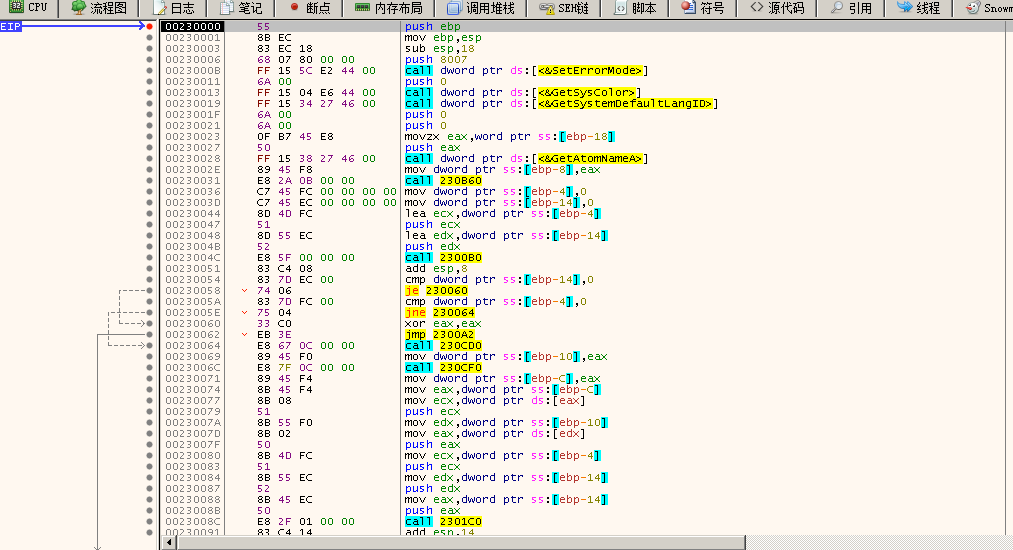 CPU 流程图 日志 笔记 断点 内存布局 调用堆栈 SEH链 脚本 符号 源代码 引用 线程 Snowm
EIP 00230000 55 push ebp
00230001 8B EC mov ebp,esp
00230003 83 EC 18 sub esp,18
00230006 68 07 80 00 00 push 8007
0023000B FF 15 5C E2 44 00 call dword ptr ds:[<&SetErrorMode>]
00230011 6A 00 push 0
00230013 FF 15 04 E6 44 00 call dword ptr ds:[<&GetSysColor>]
00230019 FF 15 34 27 46 00 call dword ptr ds:[<&GetSystemDefaultLangID>]
0023001F 6A 00 push 0
00230021 6A 00 push 0
00230023 0F B7 45 E8 movzx eax,word ptr ss:[ebp-18]
00230027 50 push eax
00230028 FF 15 38 27 46 00 call dword ptr ds:[<&GetAtomNameA>]
0023002E 89 45 F8 mov dword ptr ss:[ebp-8],eax
00230031 E8 2A 0B 00 00 call 230B60
00230036 C7 45 FC 00 00 00 00 mov dword ptr ss:[ebp-4],0
0023003D C7 45 EC 00 00 00 00 mov dword ptr ss:[ebp-14],0
00230044 8D 4D FC lea ecx,dword ptr ss:[ebp-4]
00230047 51 push ecx
00230048 8D 55 EC lea edx,dword ptr ss:[ebp-14]
0023004B 52 push edx
0023004C E8 5F 00 00 00 call 2300B0
00230051 83 C4 08 add esp,8
00230054 83 7D EC 00 cmp dword ptr ss:[ebp-14],0
00230058 74 06 je 230060
0023005A 83 7D FC 00 cmp dword ptr ss:[ebp-4],0
0023005E 75 04 jne 230064
00230060 33 C0 xor eax,eax
00230062 EB 3E jmp 2300A2
00230064 E8 67 0C 00 00 call 230CD0
00230069 89 45 F0 mov dword ptr ss:[ebp-10],eax
0023006C E8 7F 0C 00 00 call 230CF0
00230071 89 45 F4 mov dword ptr ss:[ebp-C],eax
00230074 8B 45 F4 mov eax,dword ptr ss:[ebp-C]
00230077 8B 08 mov ecx,dword ptr ds:[eax]
00230079 51 push ecx
0023007A 8B 55 F0 mov edx,dword ptr ss:[ebp-10]
0023007D 8B 02 mov eax,dword ptr ds:[edx]
0023007F 50 push eax
00230080 8B 4D FC mov ecx,dword ptr ss:[ebp-4]
00230083 51 push ecx
00230084 8B 55 EC mov edx,dword ptr ss:[ebp-14]
00230087 52 push edx
00230088 8B 45 EC mov eax,dword ptr ss:[ebp-14]
0023008B 50 push eax
0023008C E8 2F 01 00 00 call 2301C0
00230091 83 C4 14 add esp,14